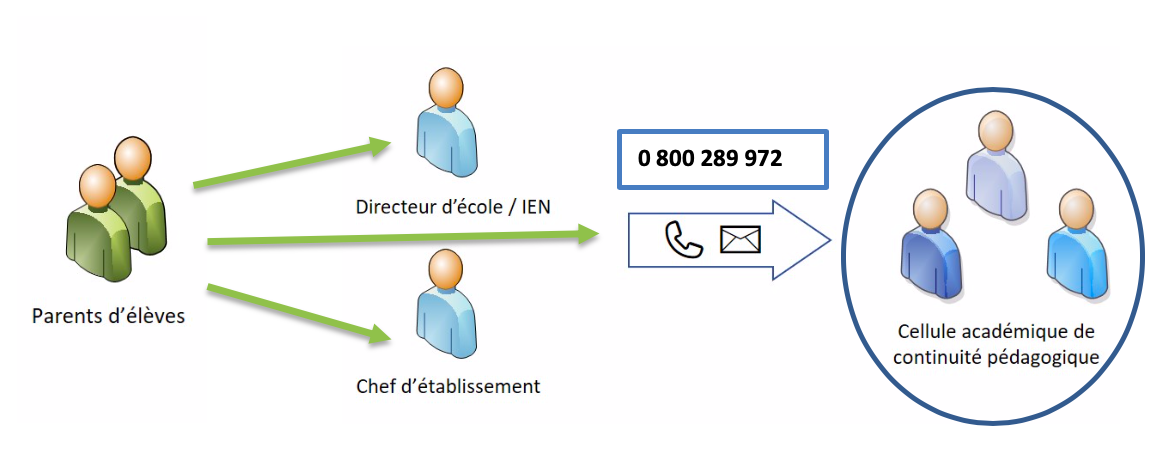 Parents d'élèves
Directeur d'école / IEN
Chef d'établissement
0 800 289 972
Cellule académique de
continuité pédagogique